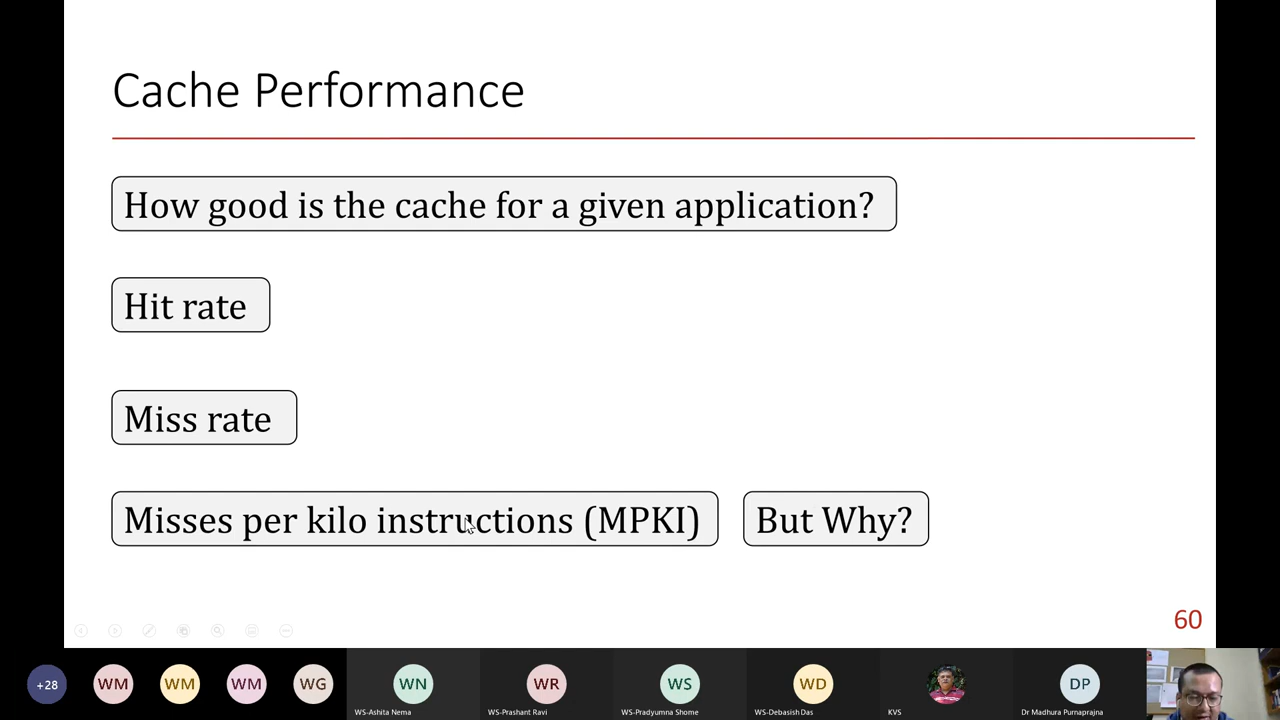 Cache Performance
How good is the cache for a given application?
Hit rate
Miss rate
Misses per kilo instructions (MPKI) But Why?
60
+28 WM WM WM WG WN WR WS WD DP
WS-Ashita Nema WS-Prashant Ravi WS-Pradyumna Shome WS-Debasish Das KVS Dr Madhura Purnaprajna